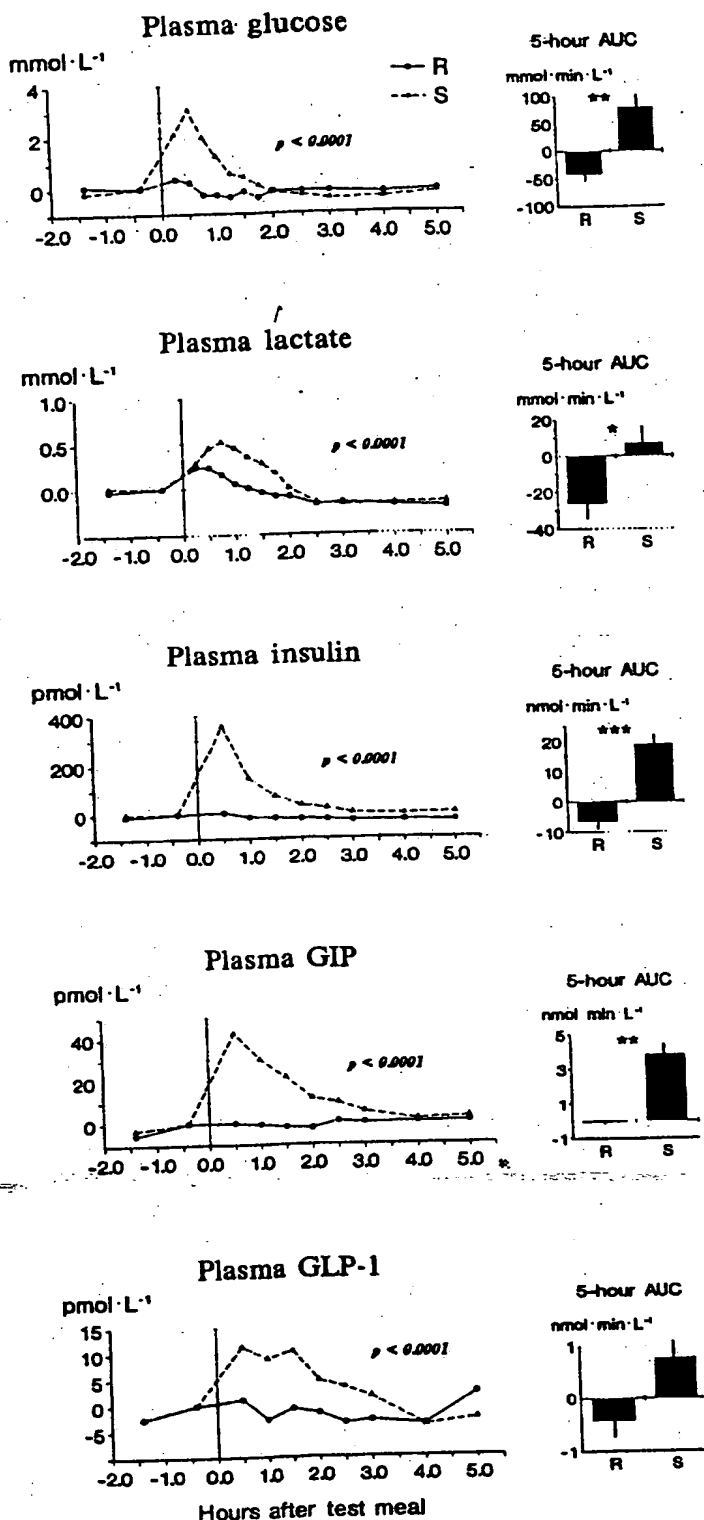 Plasma glucose
5-hour AUC
mmol·L⁻¹
R
S
mmol·min·L⁻¹
4
2
0
p < 0.0001
-2.0 -1.0 0.0 1.0 2.0 3.0 4.0 5.0
100
50
0
-50
-100
**
R S
Plasma lactate
5-hour AUC
mmol·L⁻¹
mmol·min·L⁻¹
1.0
0.5
0.0
p < 0.0001
-2.0 -1.0 0.0 1.0 2.0 3.0 4.0 5.0
20
0
-20
-40
*
R S
Plasma insulin
5-hour AUC
pmol·L⁻¹
nmol·min·L⁻¹
400
200
0
p < 0.0001
-2.0 -1.0 0.0 1.0 2.0 3.0 4.0 5.0
20
10
0
-10
***
R S
Plasma GIP
5-hour AUC
pmol·L⁻¹
nmol min L⁻¹
40
20
0
p < 0.0001
-2.0 -1.0 0.0 1.0 2.0 3.0 4.0 5.0
5
3
1
-1
**
R S
Plasma GLP-1
5-hour AUC
pmol·L⁻¹
nmol·min·L⁻¹
15
10
5
0
-5
p < 0.0001
-2.0 -1.0 0.0 1.0 2.0 3.0 4.0 5.0
1
0
-1
R S
Hours after test meal